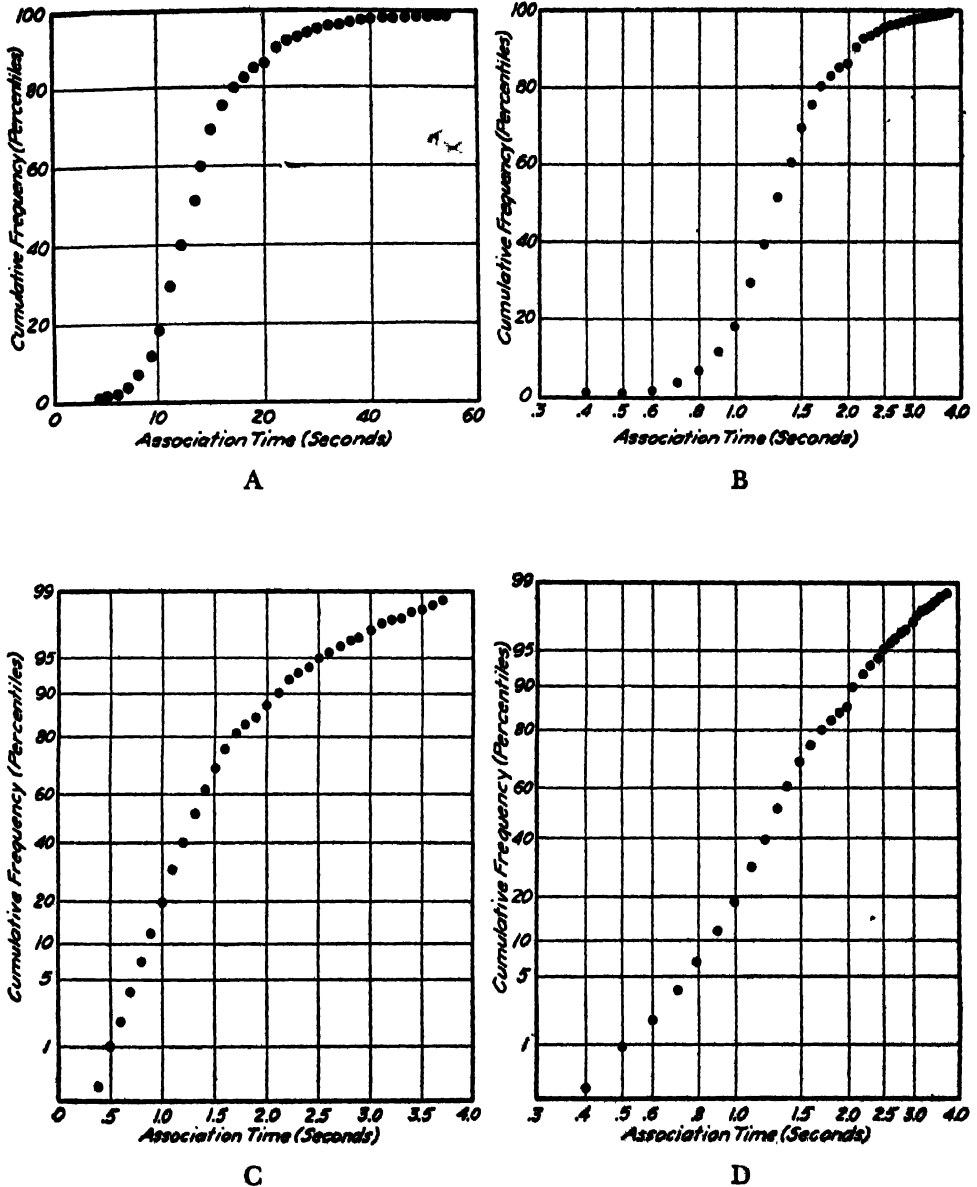 100
80
60
40
20
0
Cumulative Frequency (Percentiles)
0 10 20 40 60
Association Time (Seconds)
A
100
80
60
40
20
0
Cumulative Frequency (Percentiles)
.3 .4 .5 .6 .8 1.0 1.5 2.0 2.5 3.0 4.0
Association Time (Seconds)
B
99
95
90
80
60
40
20
10
5
1
Cumulative Frequency (Percentiles)
0 .5 1.0 1.5 2.0 2.5 3.0 3.5 4.0
Association Time (Seconds)
C
99
95
90
80
60
40
20
10
5
1
Cumulative Frequency (Percentiles)
.3 .4 .5 .6 .8 1.0 1.5 2.0 2.5 3.0 4.0
Association Time (Seconds)
D